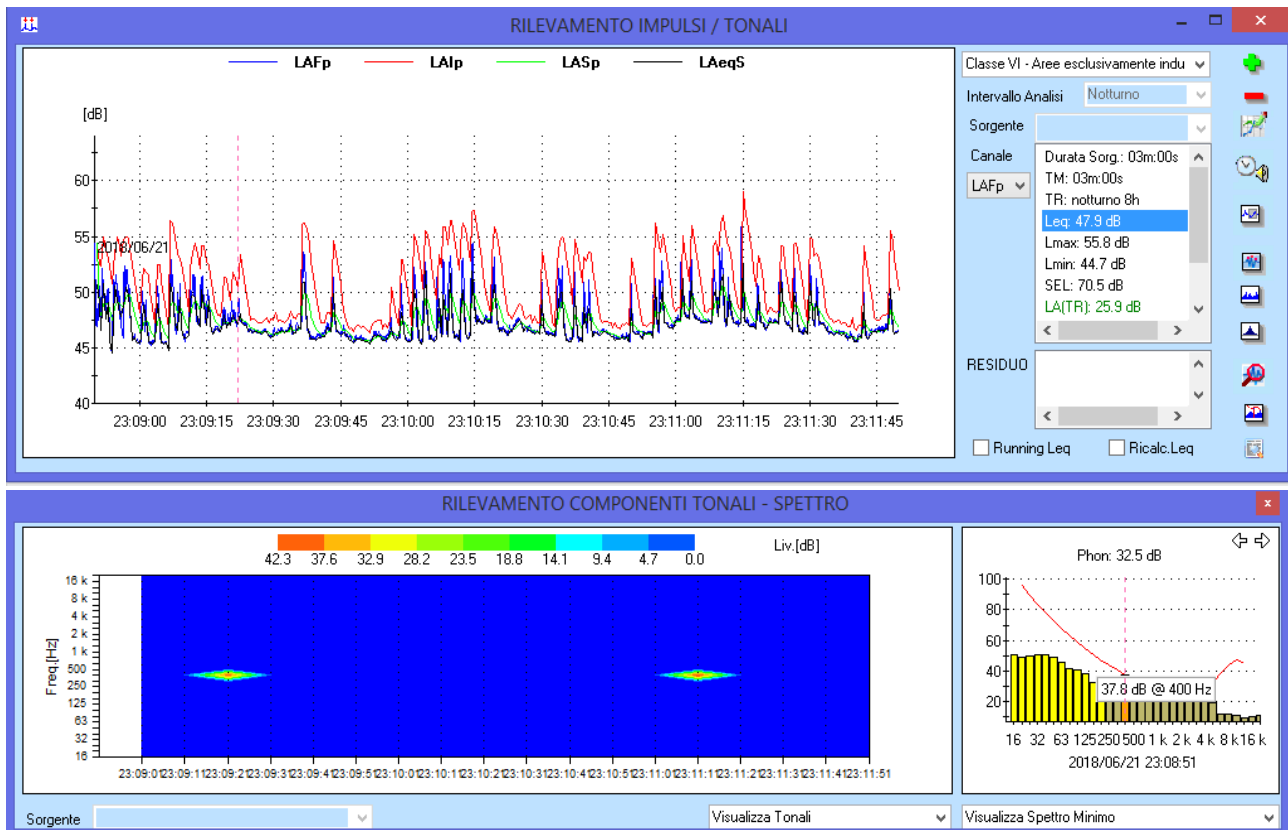 RILEVAMENTO IMPULSI / TONALI
LAFp LAIp LASp LAeqS
[dB]
60
55
50
45
40
2018/06/21
23:09:00 23:09:15 23:09:30 23:09:45 23:10:00 23:10:15 23:10:30 23:10:45 23:11:00 23:11:15 23:11:30 23:11:45
Classe VI - Aree esclusivamente indu
Intervallo Analisi Notturno
Sorgente
Canale
LAFp
Durata Sorg.: 03m:00s
TM: 03m:00s
TR: notturno 8h
Leq: 47.9 dB
Lmax: 55.8 dB
Lmin: 44.7 dB
SEL: 70.5 dB
LA(TR): 25.9 dB
RESIDUO
Running Leq Ricalc.Leq
RILEVAMENTO COMPONENTI TONALI - SPETTRO
Liv.[dB]
42.3 37.6 32.9 28.2 23.5 18.8 14.1 9.4 4.7 0.0
Freq.[Hz]
16 k
8 k
4 k
2 k
1 k
500
250
125
63
32
16
23:09:01 23:09:11 23:09:21 23:09:31 23:09:41 23:09:51 23:10:01 23:10:11 23:10:21 23:10:31 23:10:41 23:10:51 23:11:01 23:11:11 23:11:21 23:11:31 23:11:41 23:11:51
Sorgente
Visualizza Tonali
Phon: 32.5 dB
100
80
60
40
20
37.8 dB @ 400 Hz
16 32 63 125 250 500 1 k 2 k 4 k 8 k 16 k
2018/06/21 23:08:51
Visualizza Spettro Minimo